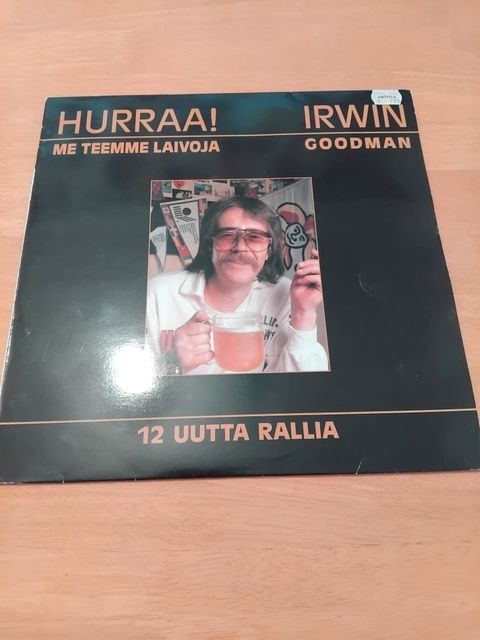 HURRAA!
ME TEEMME LAIVOJA
IRWIN
GOODMAN
12 UUTTA RALLIA